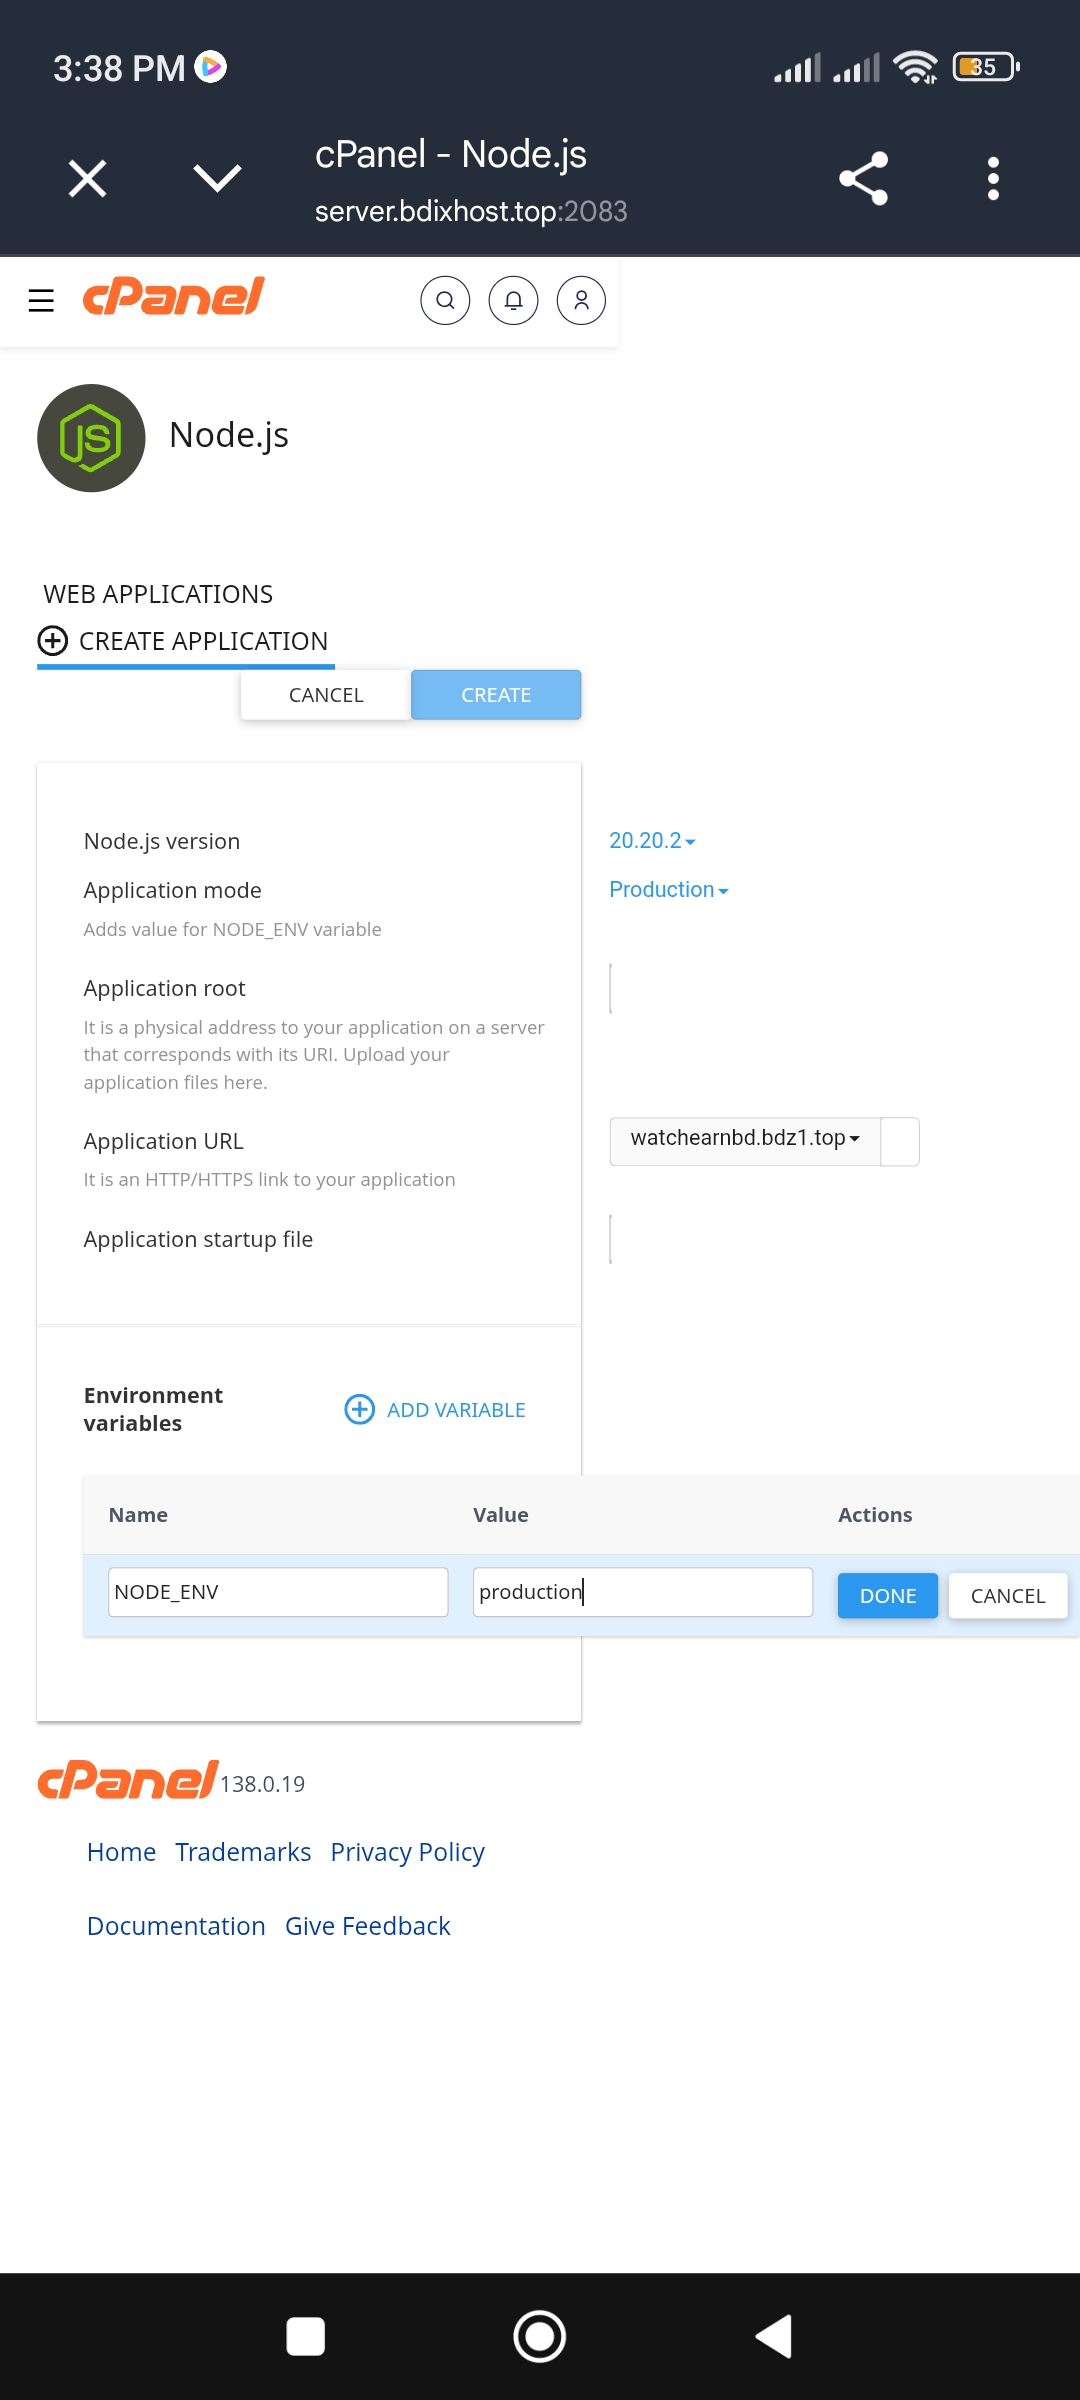 3:38 PM
35
cPanel - Node.js
server.bdixhost.top:2083
cPanel
JS
Node.js
WEB APPLICATIONS
CREATE APPLICATION
CANCEL
CREATE
Node.js version
20.20.2
Application mode
Production
Adds value for NODE_ENV variable
Application root
It is a physical address to your application on a server
that corresponds with its URI. Upload your
application files here.
Application URL
watchearnbd.bdz1.top
It is an HTTP/HTTPS link to your application
Application startup file
Environment
variables
ADD VARIABLE
Name
Value
Actions
NODE_ENV
production
DONE
CANCEL
cPanel 138.0.19
Home Trademarks Privacy Policy
Documentation Give Feedback